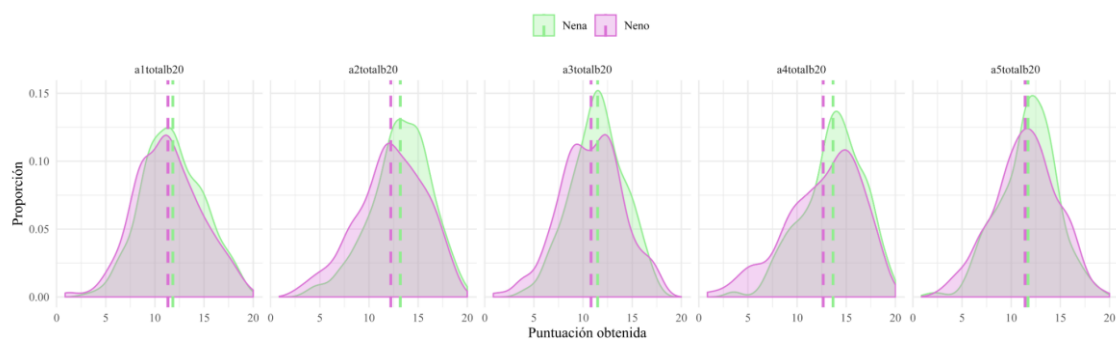 Nena Neno
a1totalb20 a2totalb20 a3totalb20 a4totalb20 a5totalb20
0.15
0.10
0.05
0.00
Proporción
0 5 10 15 20 0 5 10 15 20 0 5 10 15 20 0 5 10 15 20 0 5 10 15 20
Puntuación obtenida